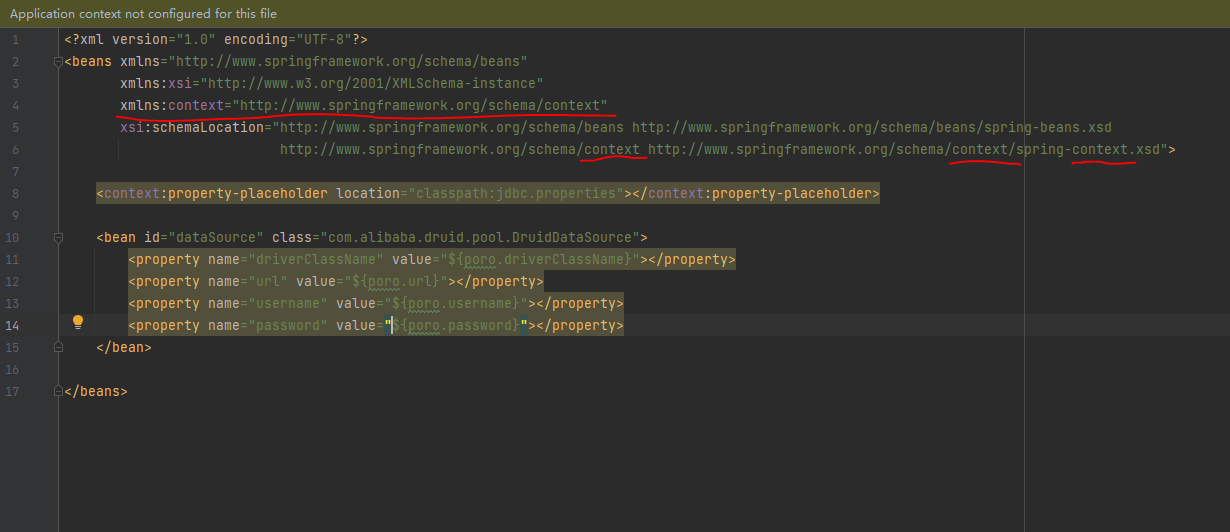 Application context not configured for this file
1 <?xml version="1.0" encoding="UTF-8"?>
2 <beans xmlns="http://www.springframework.org/schema/beans"
3 xmlns:xsi="http://www.w3.org/2001/XMLSchema-instance"
4 xmlns:context="http://www.springframework.org/schema/context"
5 xsi:schemaLocation="http://www.springframework.org/schema/beans http://www.springframework.org/schema/beans/spring-beans.xsd
6 http://www.springframework.org/schema/context http://www.springframework.org/schema/context/spring-context.xsd">
7
8 <context:property-placeholder location="classpath:jdbc.properties"></context:property-placeholder>
9
10 <bean id="dataSource" class="com.alibaba.druid.pool.DruidDataSource">
11 <property name="driverClassName" value="${poro.driverClassName}"></property>
12 <property name="url" value="${poro.url}"></property>
13 <property name="username" value="${poro.username}"></property>
14 <property name="password" value="${poro.password}"></property>
15 </bean>
16
17 </beans>